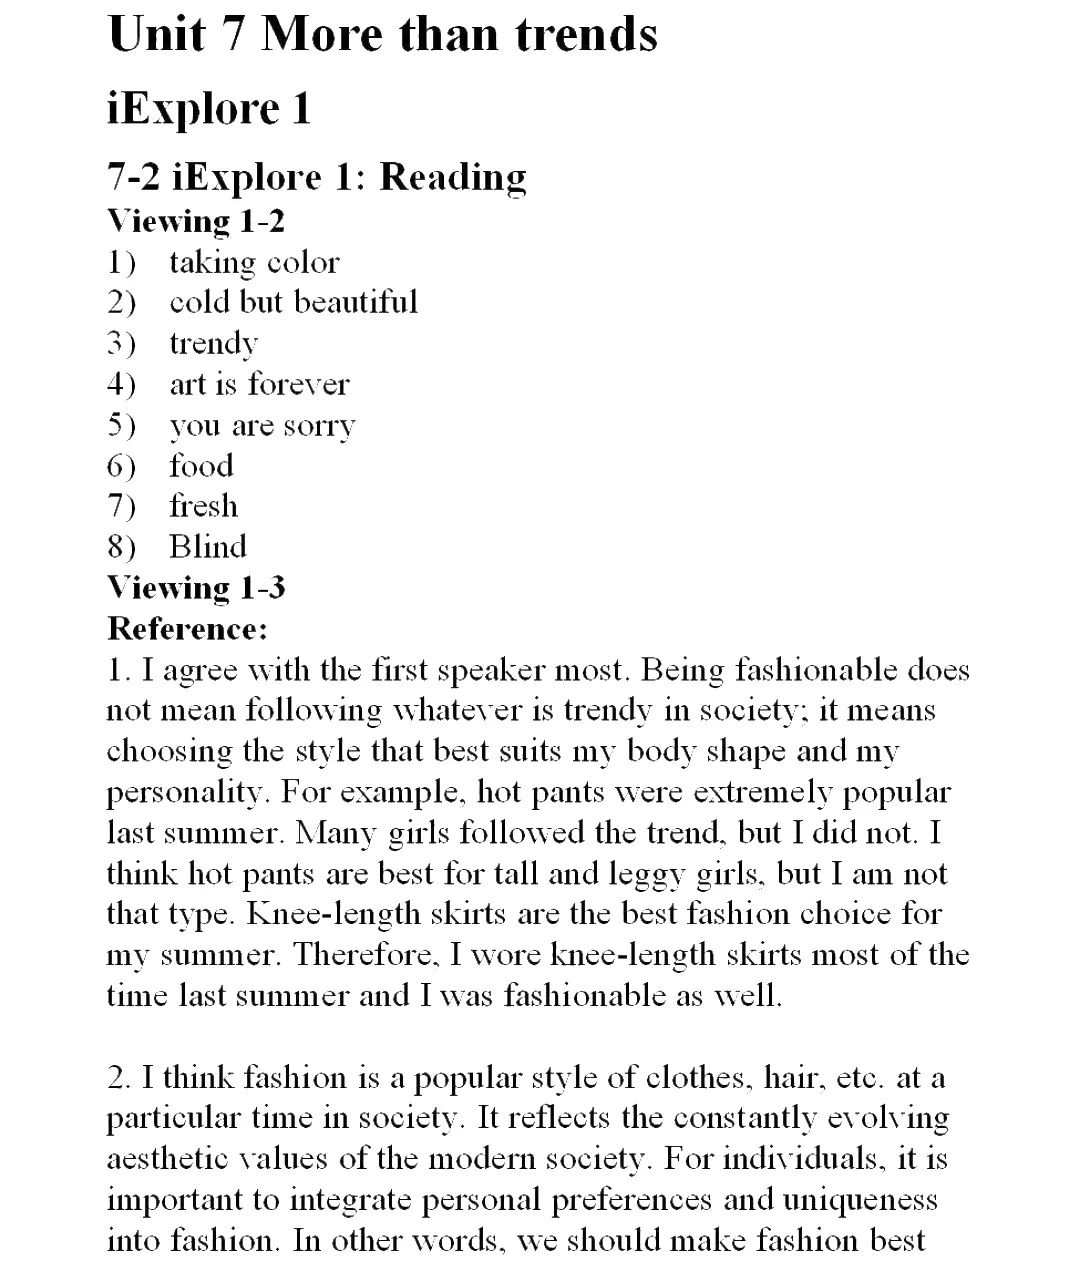 Unit 7 More than trends
iExplore 1
7-2 iExplore 1: Reading
Viewing 1-2
1) taking color
2) cold but beautiful
3) trendy
4) art is forever
5) you are sorry
6) food
7) fresh
8) Blind
Viewing 1-3
Reference:
1. I agree with the first speaker most. Being fashionable does
not mean following whatever is trendy in society; it means
choosing the style that best suits my body shape and my
personality. For example, hot pants were extremely popular
last summer. Many girls followed the trend, but I did not. I
think hot pants are best for tall and leggy girls, but I am not
that type. Knee-length skirts are the best fashion choice for
my summer. Therefore, I wore knee-length skirts most of the
time last summer and I was fashionable as well.
2. I think fashion is a popular style of clothes, hair, etc. at a
particular time in society. It reflects the constantly evolving
aesthetic values of the modern society. For individuals, it is
important to integrate personal preferences and uniqueness
into fashion. In other words, we should make fashion best